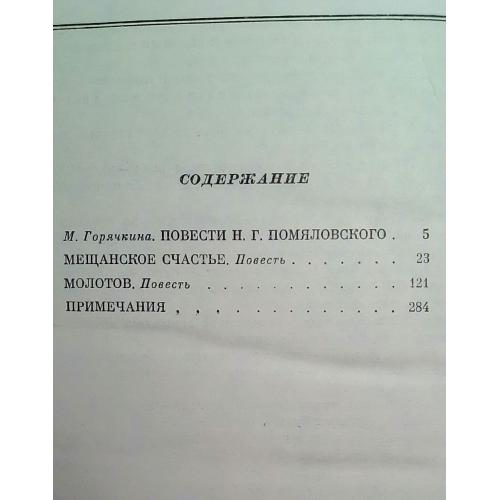 СОДЕРЖАНИЕ
М. Горячкина. ПОВЕСТИ Н. Г. ПОМЯЛОВСКОГО . 5
МЕЩАНСКОЕ СЧАСТЬЕ. Повесть . . . . . . . 23
МОЛОТОВ. Повесть . . . . . . . . . . . . 121
ПРИМЕЧАНИЯ . . . . . . . . . . . . . . 284